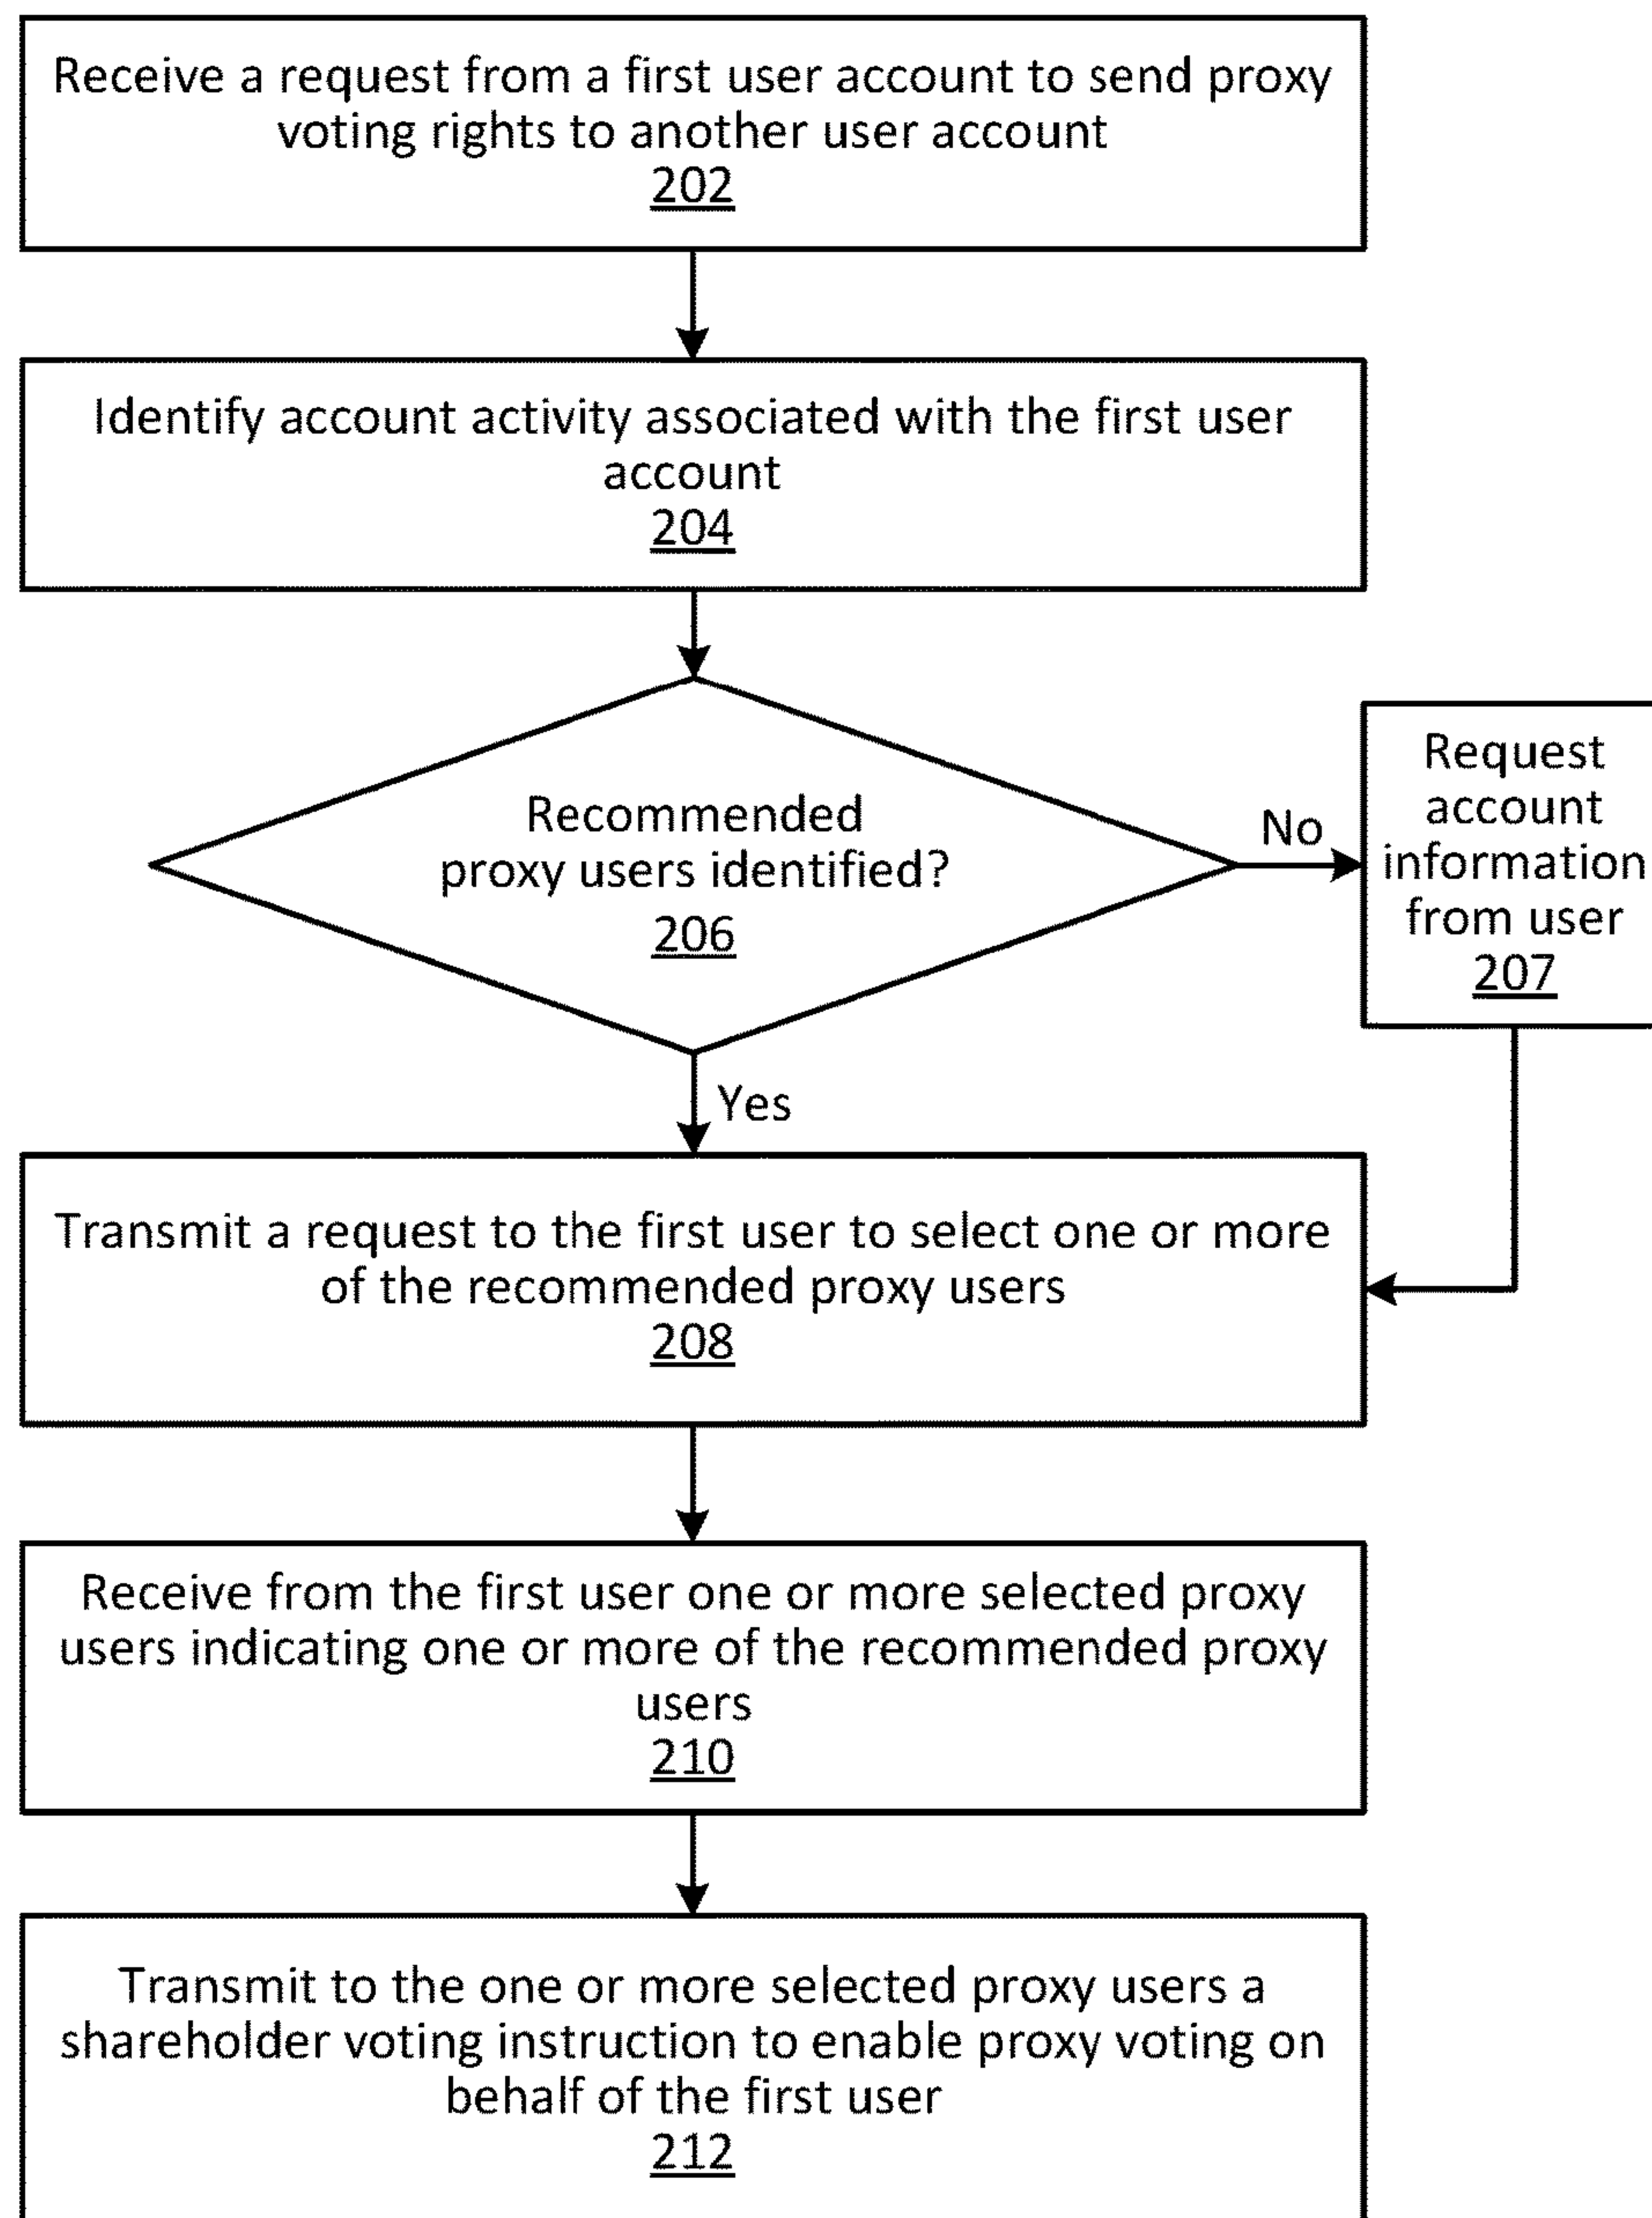 Receive a request from a first user account to send proxy
voting rights to another user account
202
Identify account activity associated with the first user
account
204
Recommended
proxy users identified?
206
No
Request
account
information
from user
207
Yes
Transmit a request to the first user to select one or more
of the recommended proxy users
208
Receive from the first user one or more selected proxy
users indicating one or more of the recommended proxy
users
210
Transmit to the one or more selected proxy users a
shareholder voting instruction to enable proxy voting on
behalf of the first user
212